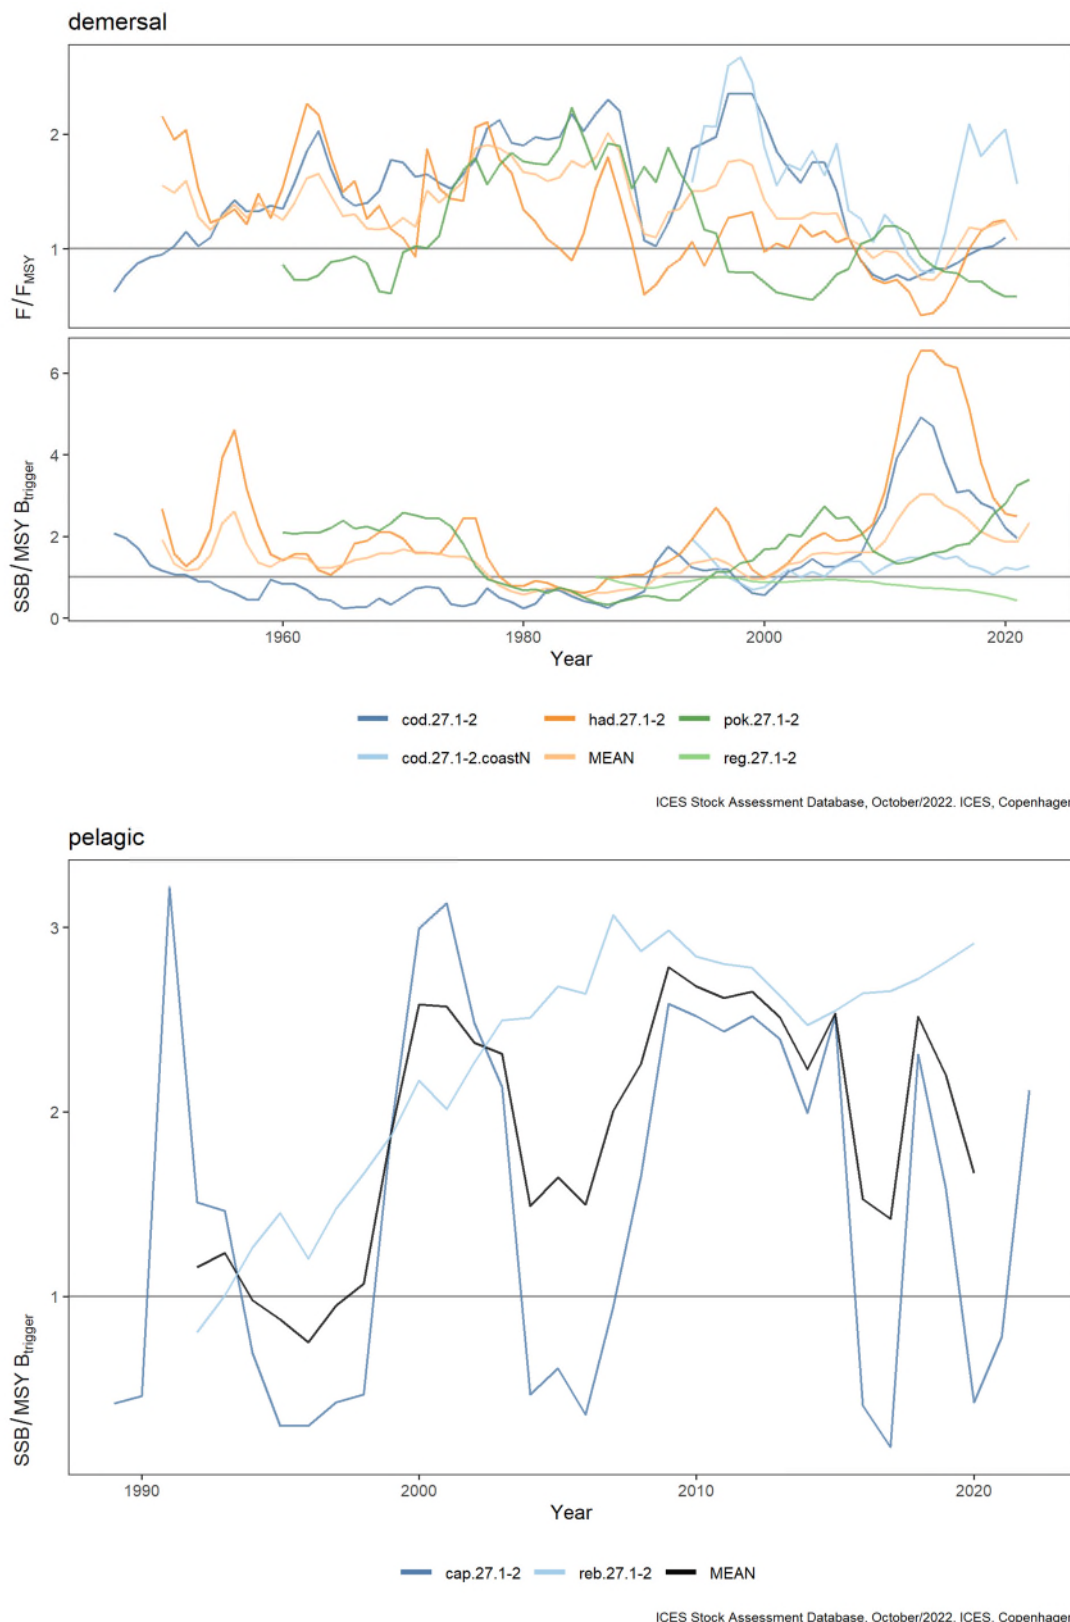 demersal
F/FMSY
2
1
SSB/MSY Btrigger
6
4
2
0
1960 1980 2000 2020
Year
cod.27.1-2 had.27.1-2 pok.27.1-2
cod.27.1-2.coastN MEAN reg.27.1-2
ICES Stock Assessment Database, October/2022. ICES, Copenhagen
pelagic
SSB/MSY Btrigger
3
2
1
1990 2000 2010 2020
Year
cap.27.1-2 reb.27.1-2 MEAN
ICES Stock Assessment Database, October/2022. ICES, Copenhagen